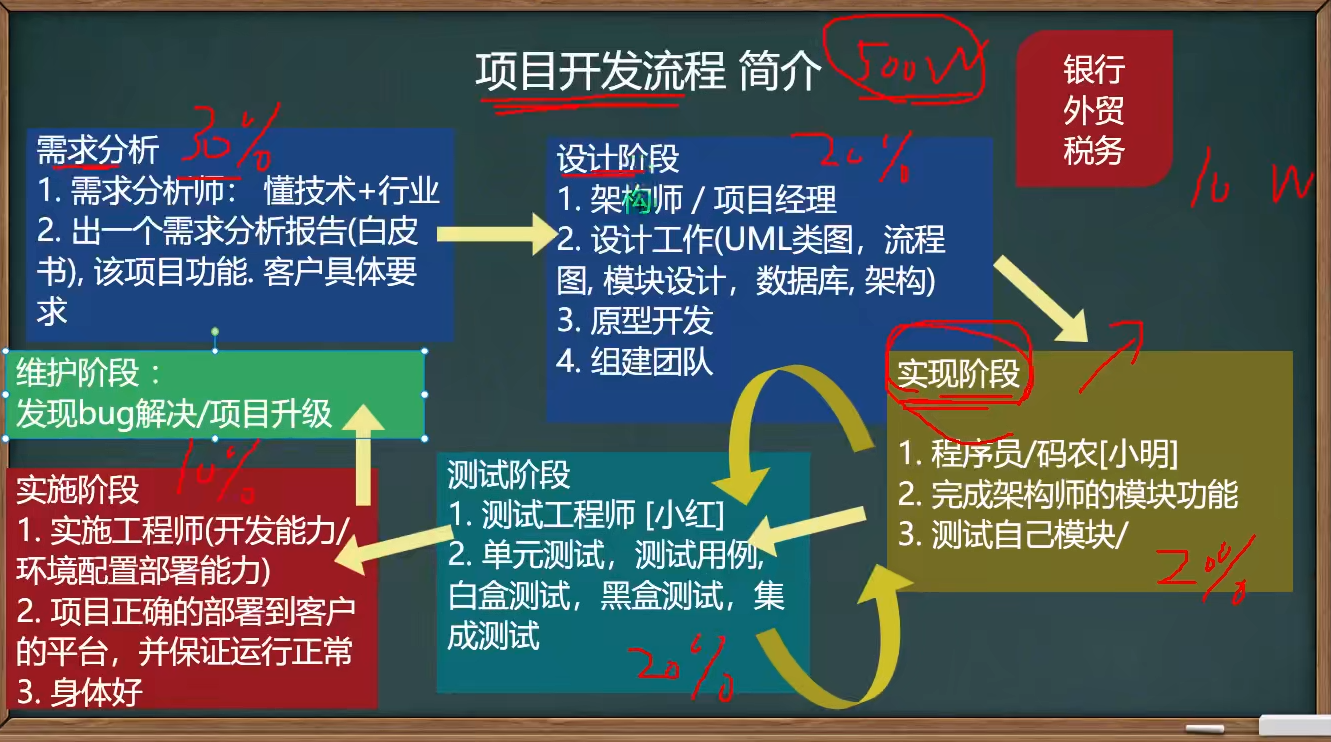 项目开发流程 简介
500W
银行
外贸
税务
10 W
需求分析
30%
1. 需求分析师： 懂技术+行业
2. 出一个需求分析报告(白皮
书), 该项目功能. 客户具体要
求
设计阶段
20%
1. 架构师 / 项目经理
2. 设计工作(UML类图，流程
图, 模块设计，数据库, 架构)
3. 原型开发
4. 组建团队
实现阶段
1. 程序员/码农[小明]
2. 完成架构师的模块功能
3. 测试自己模块/
20%
测试阶段
1. 测试工程师 [小红]
2. 单元测试，测试用例,
白盒测试，黑盒测试，集
成测试
20%
实施阶段
10%
1. 实施工程师(开发能力/
环境配置部署能力)
2. 项目正确的部署到客户
的平台，并保证运行正常
3. 身体好
维护阶段 :
发现bug解决/项目升级